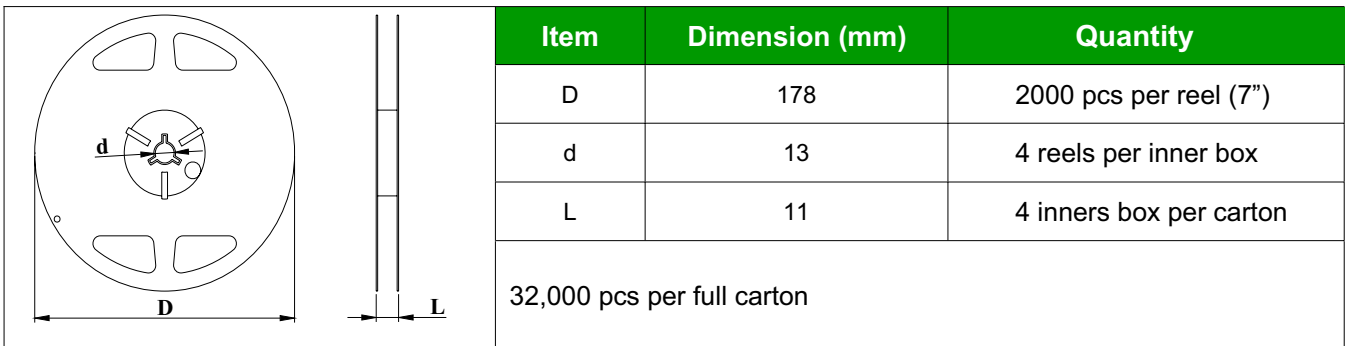 d
D
L
Item Dimension (mm) Quantity
D 178 2000 pcs per reel (7”)
d 13 4 reels per inner box
L 11 4 inners box per carton
32,000 pcs per full carton